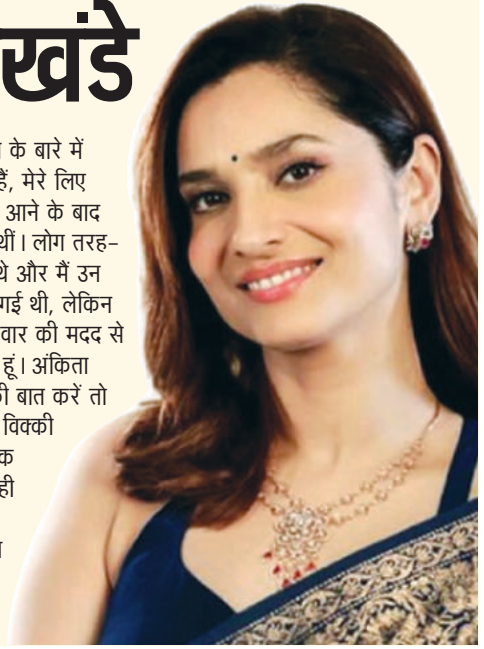 खंडे
के बारे में
हैं, मेरे लिए
आने के बाद
थीं। लोग तरह-
थे और मैं उन
गई थी, लेकिन
वार की मदद से
हूं। अंकिता
की बात करें तो
विक्की
क
ही